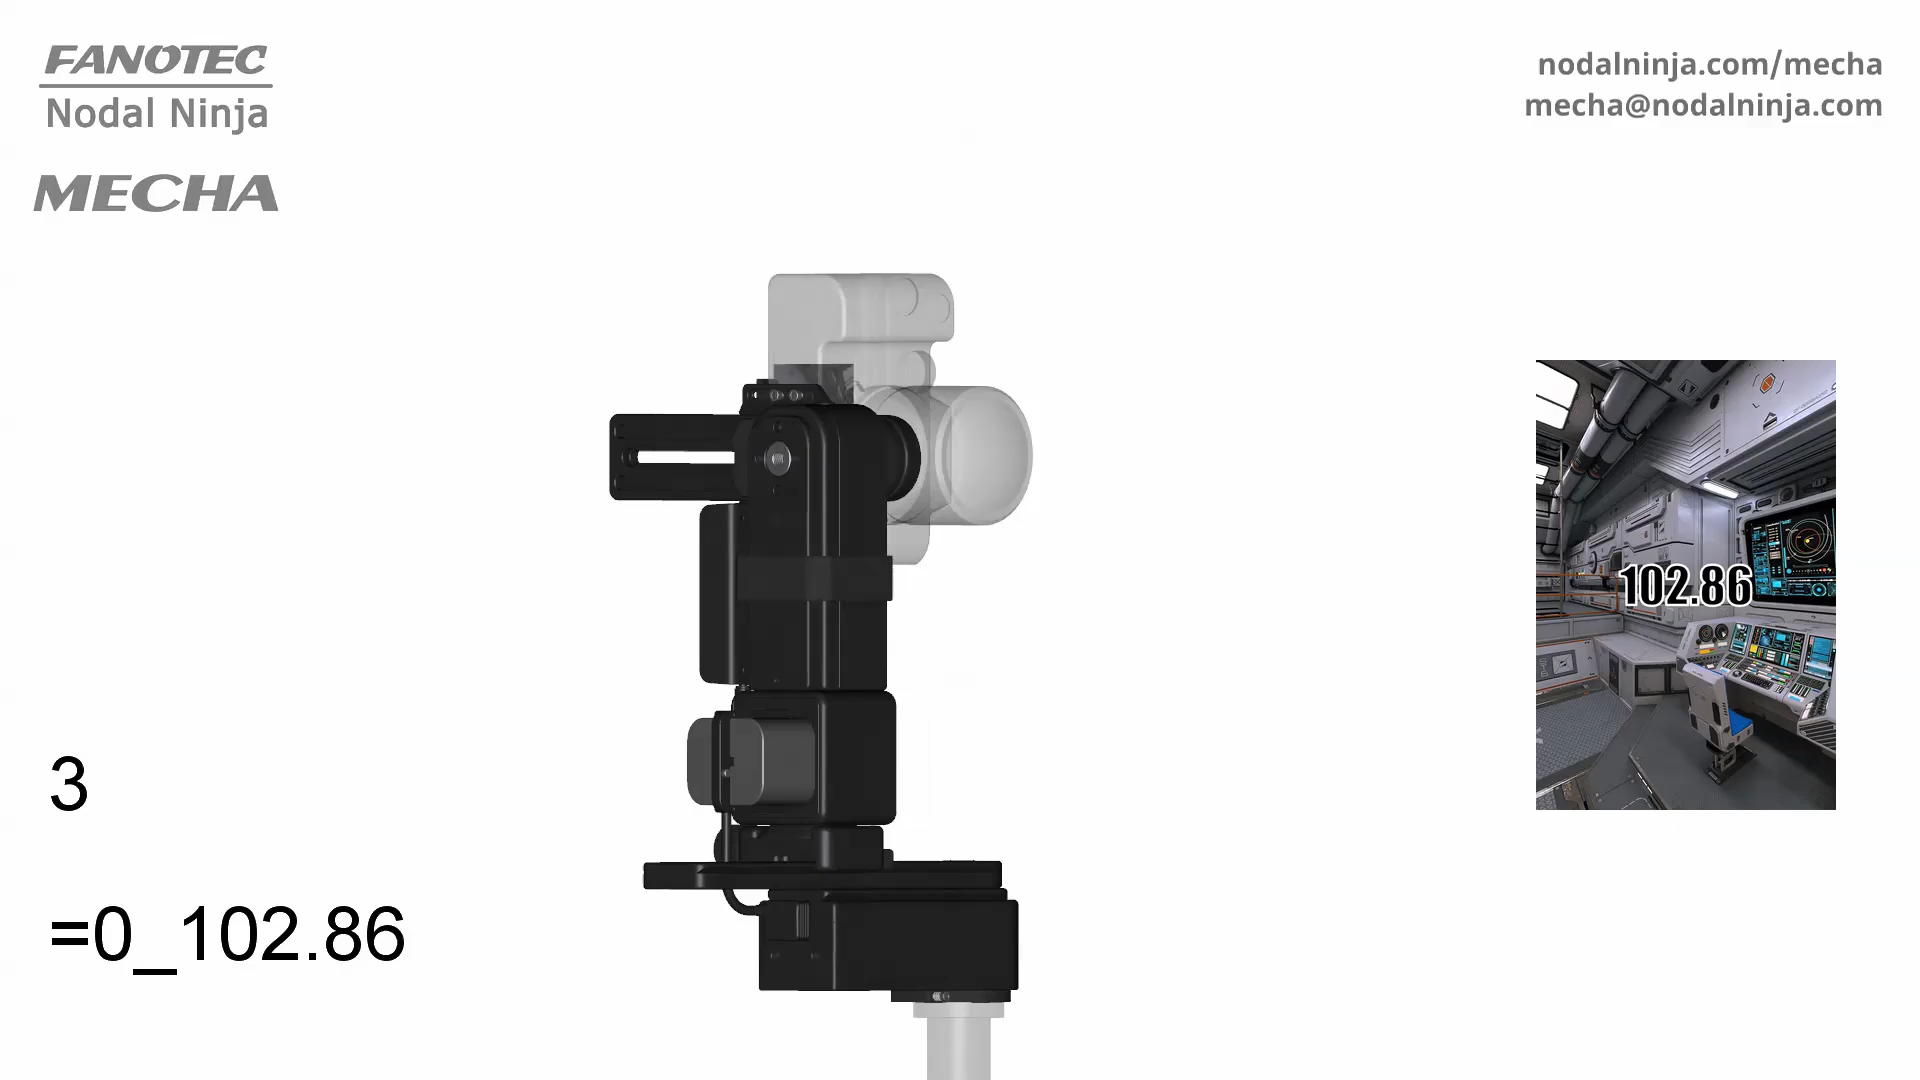 FANOTEC
Nodal Ninja
MECHA
nodalninja.com/mecha
mecha@nodalninja.com
102.86
3
=0_102.86